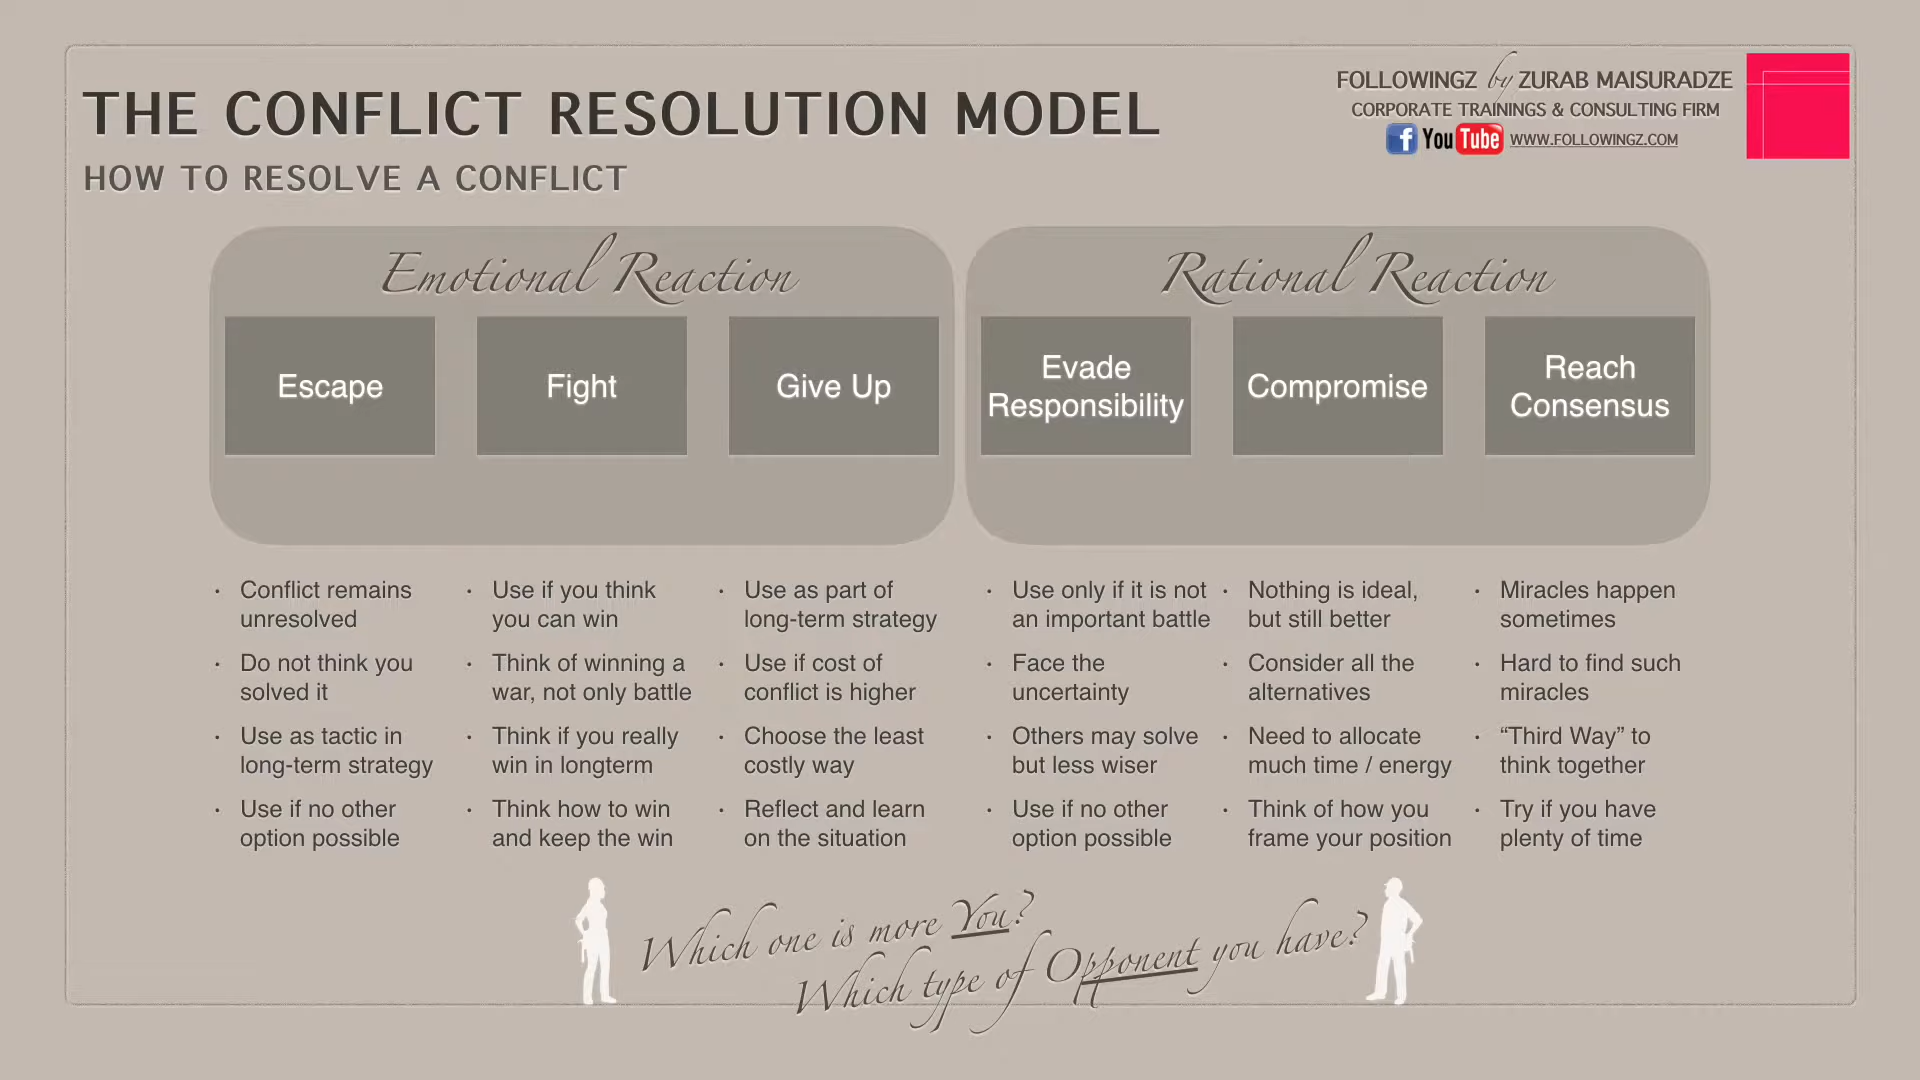 THE CONFLICT RESOLUTION MODEL
HOW TO RESOLVE A CONFLICT
FOLLOWINGZ by ZURAB MAISURADZE
CORPORATE TRAININGS & CONSULTING FIRM
f YouTube WWW.FOLLOWINGZ.COM
Emotional Reaction
Escape
Fight
Give Up
Rational Reaction
Evade
Responsibility
Compromise
Reach
Consensus
· Conflict remains
unresolved
· Do not think you
solved it
· Use as tactic in
long-term strategy
· Use if no other
option possible
· Use if you think
you can win
· Think of winning a
war, not only battle
· Think if you really
win in longterm
· Think how to win
and keep the win
· Use as part of
long-term strategy
· Use if cost of
conflict is higher
· Choose the least
costly way
· Reflect and learn
on the situation
· Use only if it is not
an important battle
· Face the
uncertainty
· Others may solve
but less wiser
· Use if no other
option possible
· Nothing is ideal,
but still better
· Consider all the
alternatives
· Need to allocate
much time / energy
· Think of how you
frame your position
· Miracles happen
sometimes
· Hard to find such
miracles
· “Third Way” to
think together
· Try if you have
plenty of time
Which one is more You?
Which type of Opponent you have?